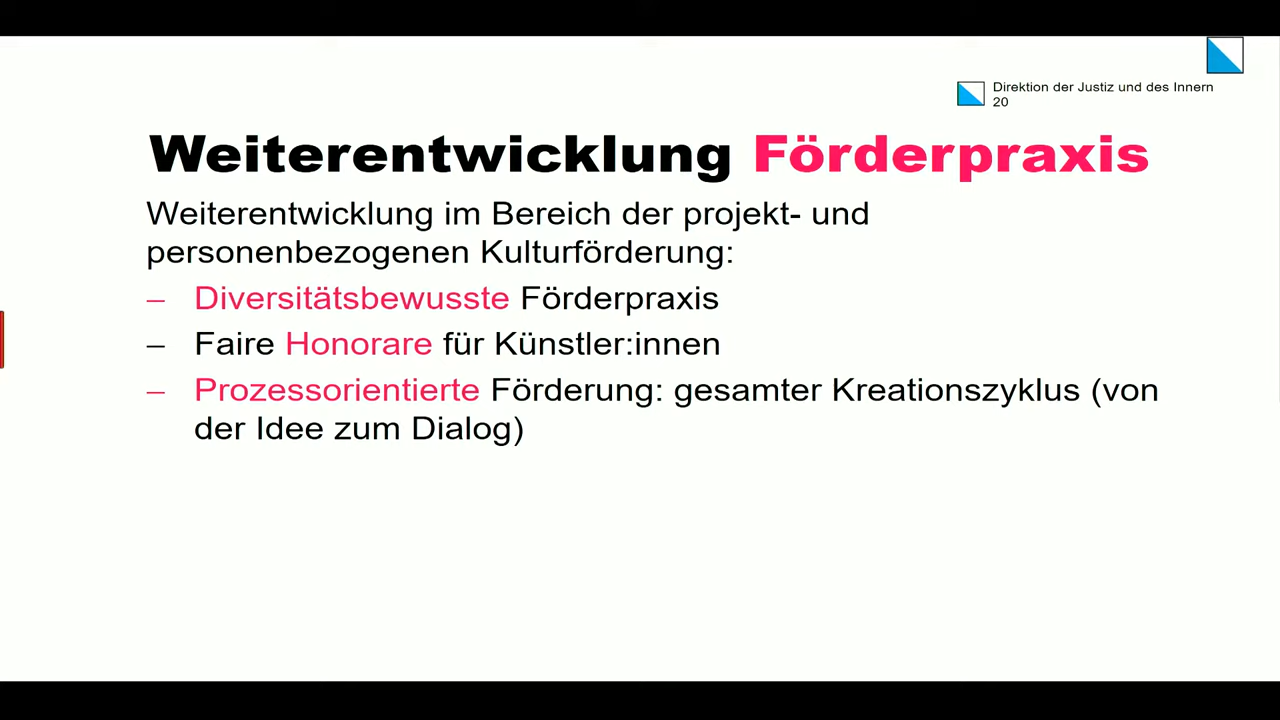 Direktion der Justiz und des Innern
20
Weiterentwicklung Förderpraxis
Weiterentwicklung im Bereich der projekt- und
personenbezogenen Kulturförderung:
– Diversitätsbewusste Förderpraxis
– Faire Honorare für Künstler:innen
– Prozessorientierte Förderung: gesamter Kreationszyklus (von
der Idee zum Dialog)